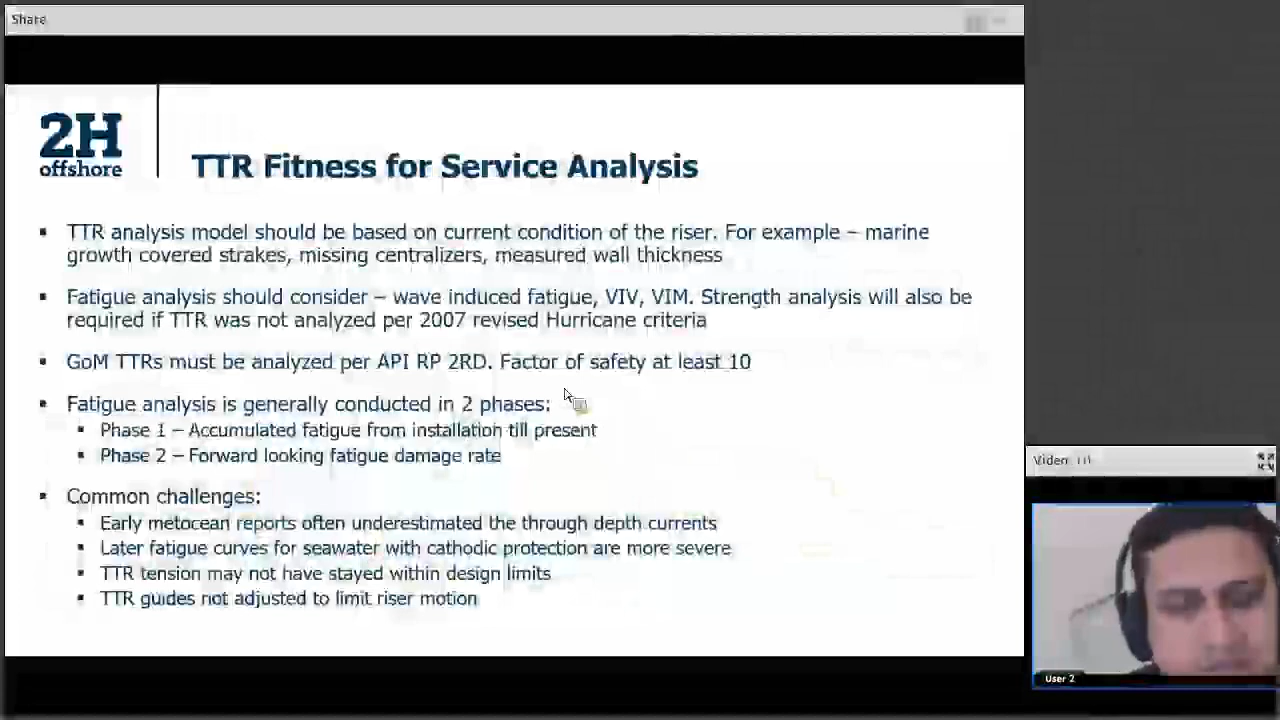 Share
2H
offshore
TTR Fitness for Service Analysis
▪ TTR analysis model should be based on current condition of the riser. For example – marine
growth covered strakes, missing centralizers, measured wall thickness
▪ Fatigue analysis should consider – wave induced fatigue, VIV, VIM. Strength analysis will also be
required if TTR was not analyzed per 2007 revised Hurricane criteria
▪ GoM TTRs must be analyzed per API RP 2RD. Factor of safety at least 10
▪ Fatigue analysis is generally conducted in 2 phases:
▪ Phase 1 – Accumulated fatigue from installation till present
▪ Phase 2 – Forward looking fatigue damage rate
▪ Common challenges:
▪ Early metocean reports often underestimated the through depth currents
▪ Later fatigue curves for seawater with cathodic protection are more severe
▪ TTR tension may not have stayed within design limits
▪ TTR guides not adjusted to limit riser motion
Video
User 2